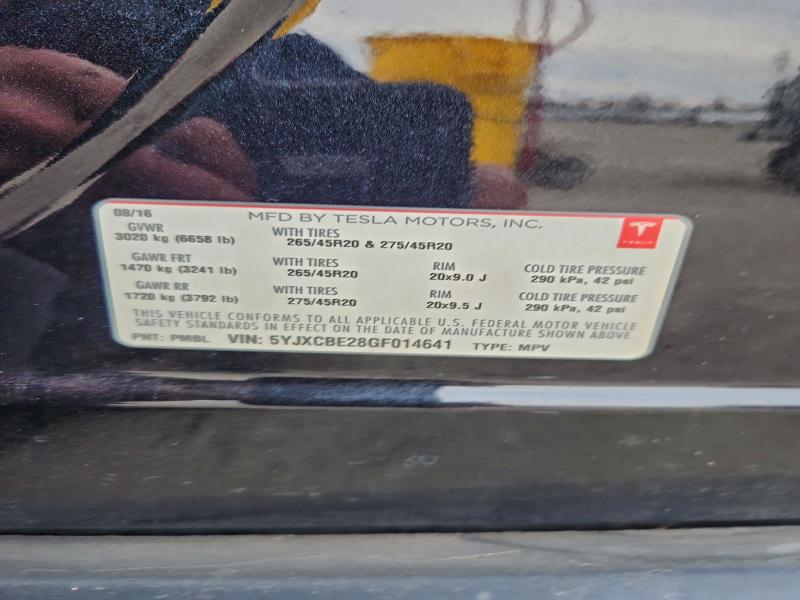 08/16 MFD BY TESLA MOTORS, INC.
GVWR WITH TIRES
3020 kg (6658 lb) 265/45R20 & 275/45R20
GAWR FRT WITH TIRES RIM COLD TIRE PRESSURE
1470 kg (3241 lb) 265/45R20 20x9.0 J 290 kPa, 42 psi
GAWR RR WITH TIRES RIM COLD TIRE PRESSURE
1720 kg (3792 lb) 275/45R20 20x9.5 J 290 kPa, 42 psi
THIS VEHICLE CONFORMS TO ALL APPLICABLE U.S. FEDERAL MOTOR VEHICLE
SAFETY STANDARDS IN EFFECT ON THE DATE OF MANUFACTURE SHOWN ABOVE.
PNT: PMBL VIN: 5YJXCBE28GF014641 TYPE: MPV
TESLA